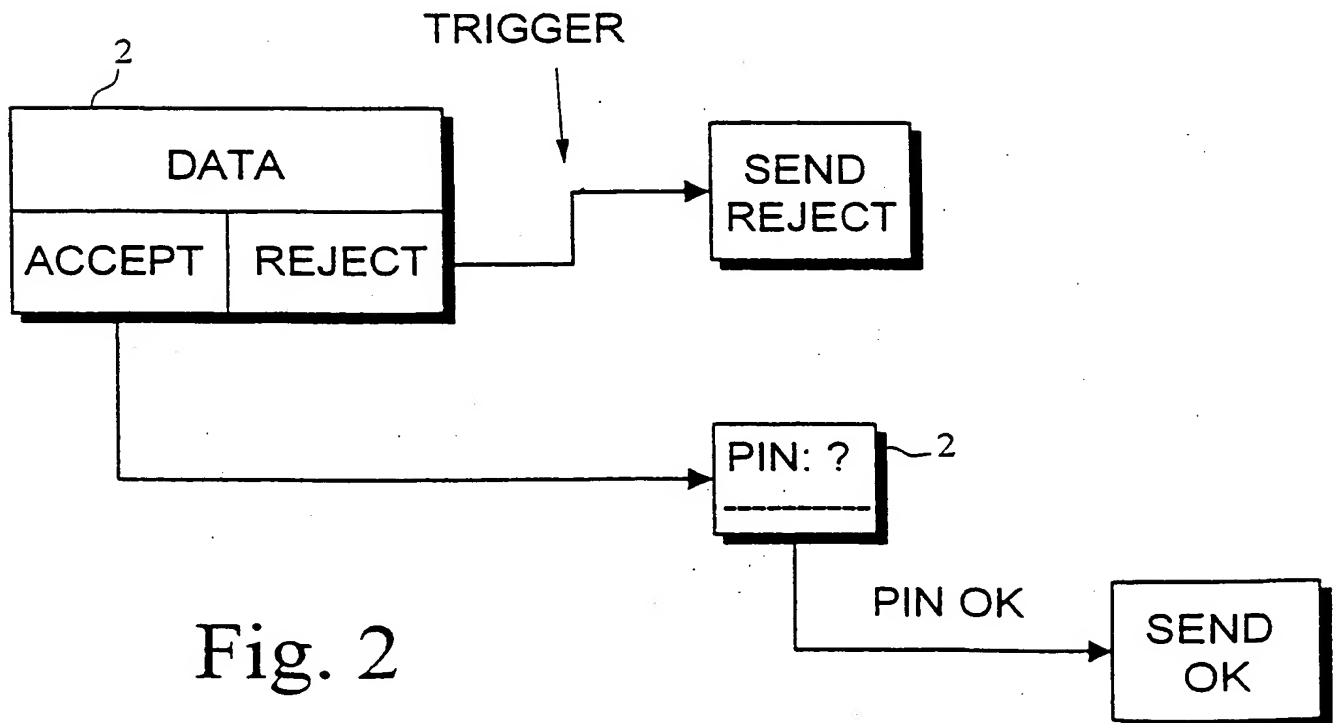 TRIGGER
2
DATA
ACCEPT
REJECT
SEND
REJECT
PIN: ?
2
PIN OK
SEND
OK
Fig. 2